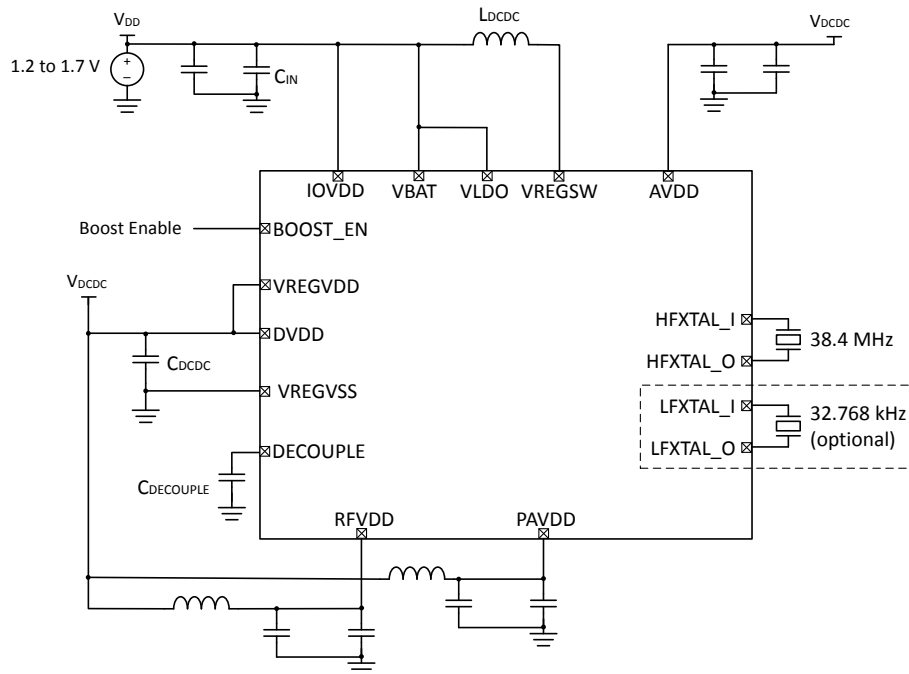 VDD
LDCDC
VDCDC
1.2 to 1.7 V
+
–
CIN
IOVDD
VBAT
VLDO
VREGSW
AVDD
Boost Enable
BOOST_EN
VDCDC
VREGVDD
DVDD
CDCDC
VREGVSS
DECOUPLE
CDECOUPLE
HFXTAL_I
HFXTAL_O
38.4 MHz
LFXTAL_I
LFXTAL_O
32.768 kHz
(optional)
RFVDD
PAVDD